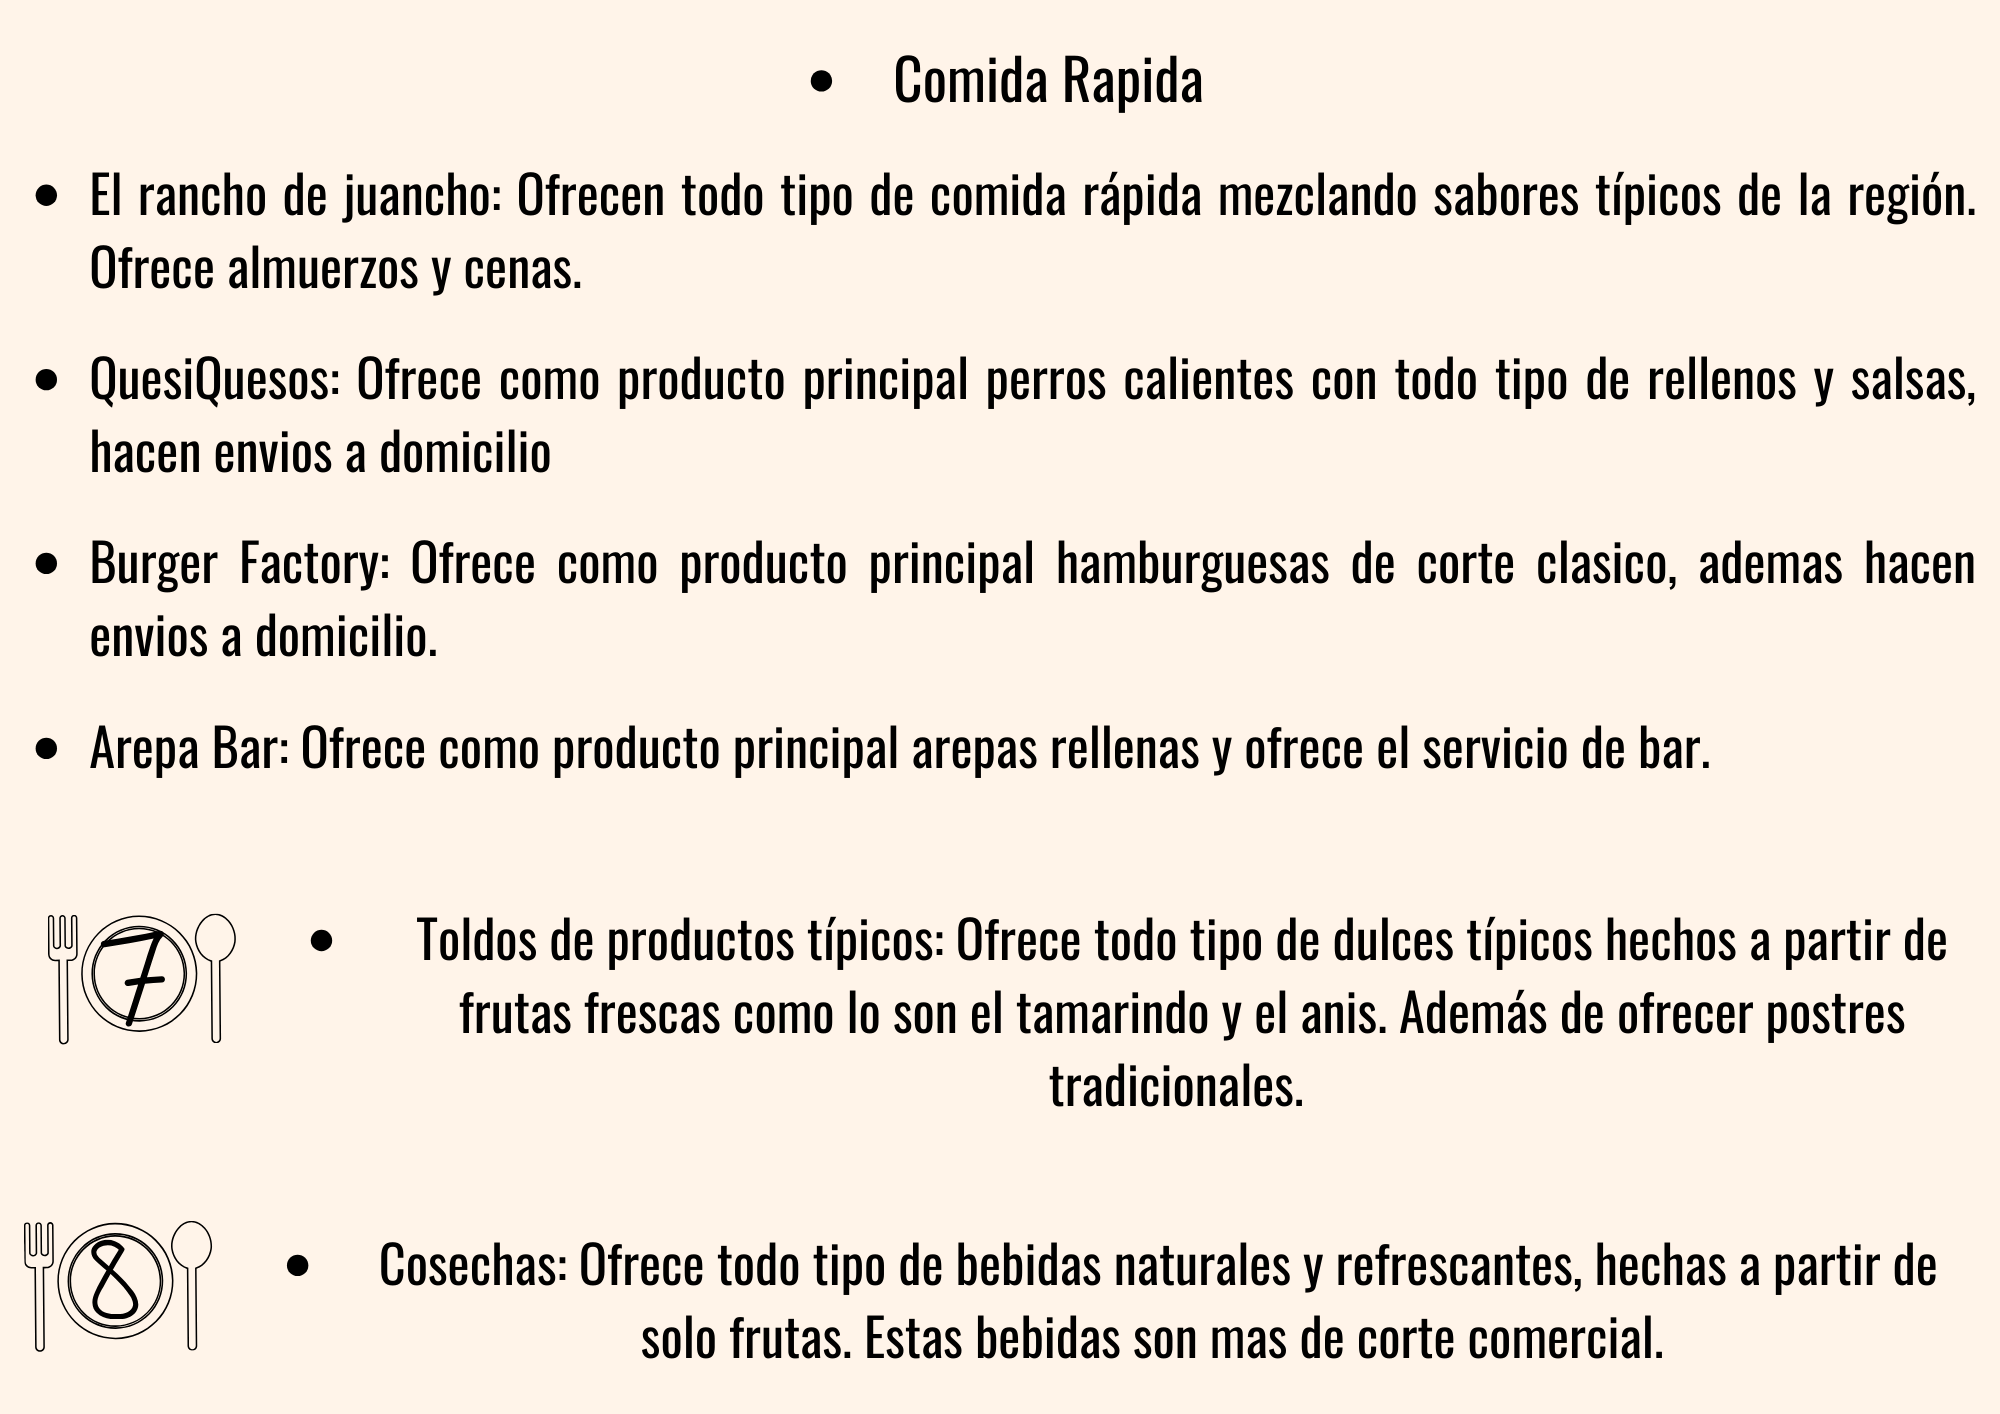 • Comida Rapida
• El rancho de juancho: Ofrecen todo tipo de comida rápida mezclando sabores típicos de la región.
Ofrece almuerzos y cenas.
• QuesiQuesos: Ofrece como producto principal perros calientes con todo tipo de rellenos y salsas,
hacen envios a domicilio
• Burger Factory: Ofrece como producto principal hamburguesas de corte clasico, ademas hacen
envios a domicilio.
• Arepa Bar: Ofrece como producto principal arepas rellenas y ofrece el servicio de bar.
7
• Toldos de productos típicos: Ofrece todo tipo de dulces típicos hechos a partir de
frutas frescas como lo son el tamarindo y el anis. Además de ofrecer postres
tradicionales.
8
• Cosechas: Ofrece todo tipo de bebidas naturales y refrescantes, hechas a partir de
solo frutas. Estas bebidas son mas de corte comercial.